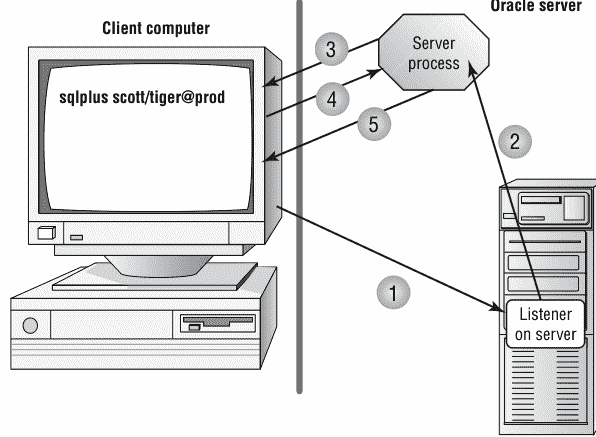 Oracle server
Client computer
3
Server
process
sqlplus scott/tiger@prod
4
5
2
1
Listener
on server